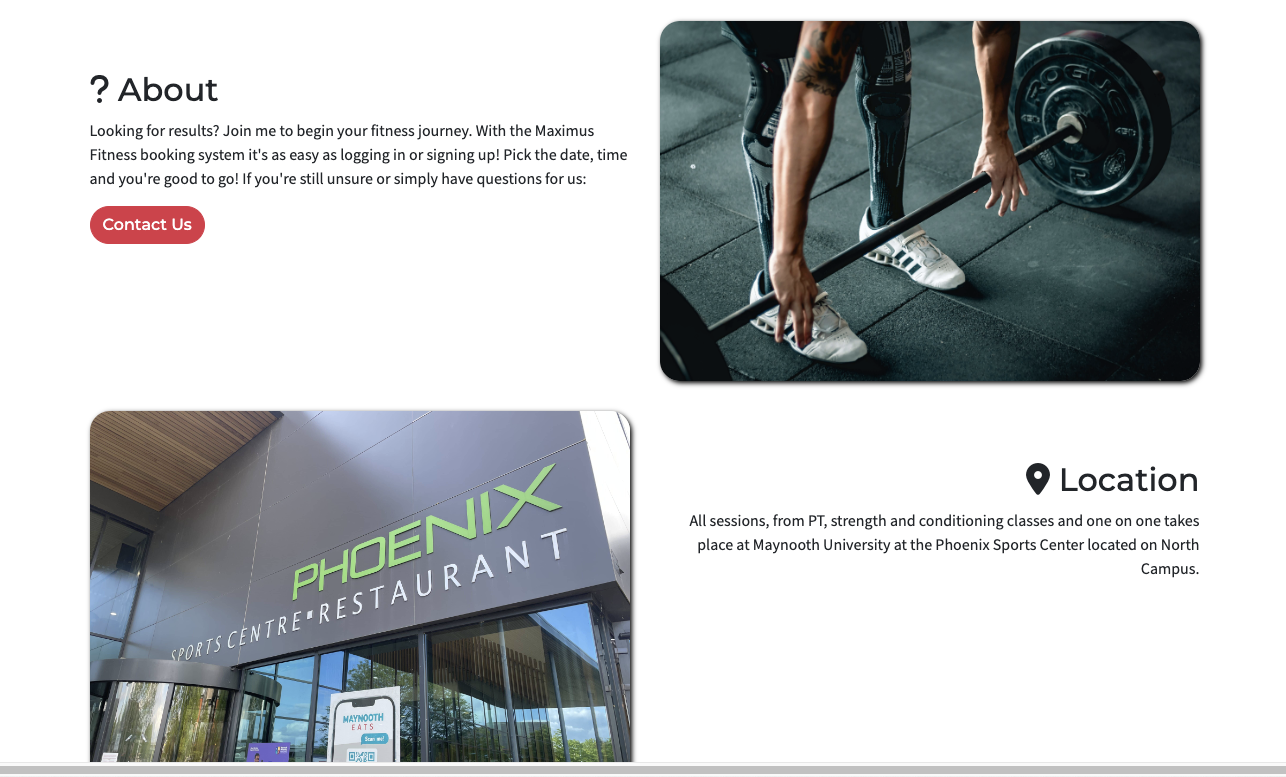 ? About
Looking for results? Join me to begin your fitness journey. With the Maximus
Fitness booking system it's as easy as logging in or signing up! Pick the date, time
and you're good to go! If you're still unsure or simply have questions for us:
Contact Us
ROGUE
PHOENIX
SPORTS CENTRE▪RESTAURANT
MAYNOOTH
EATS
Scan me!
Location
All sessions, from PT, strength and conditioning classes and one on one takes
place at Maynooth University at the Phoenix Sports Center located on North
Campus.